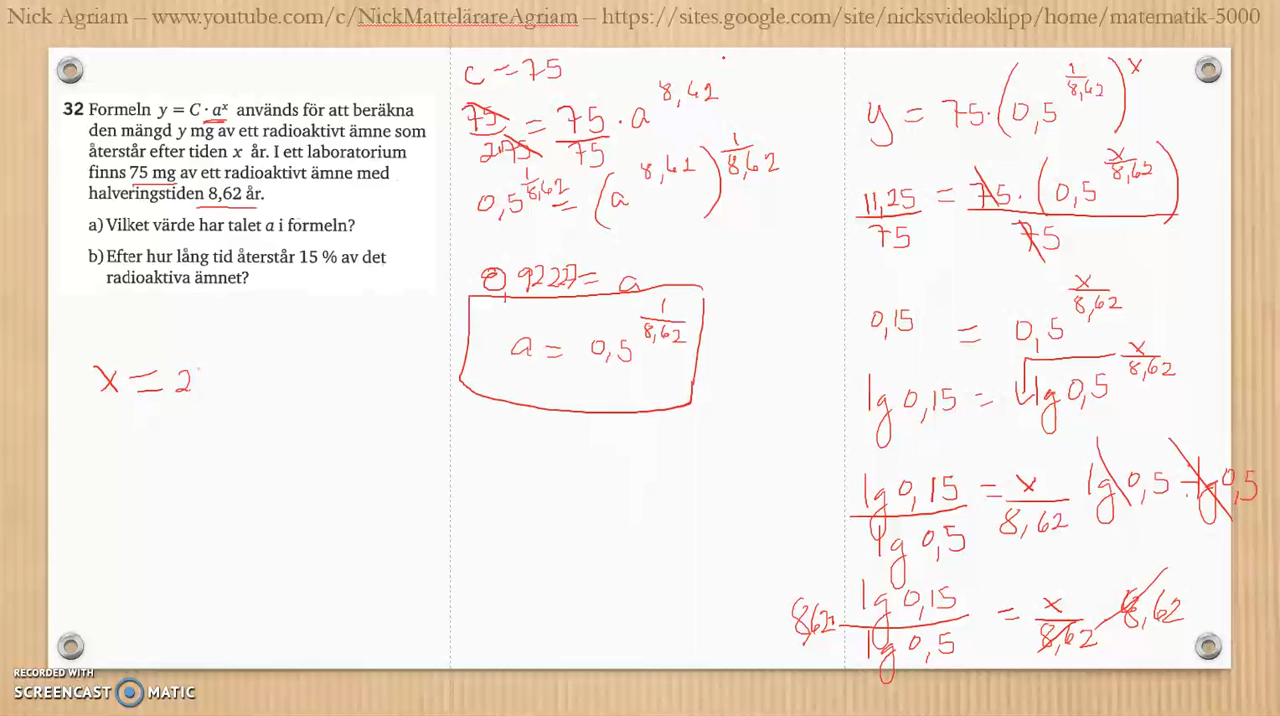 Nick Agriam – www.youtube.com/c/NickMattelärareAgriam – https://sites.google.com/site/nicksvideoklipp/home/matematik-5000
32 Formeln y = C · aˣ används för att beräkna
den mängd y mg av ett radioaktivt ämne som
återstår efter tiden x år. I ett laboratorium
finns 75 mg av ett radioaktivt ämne med
halveringstiden 8,62 år.
a) Vilket värde har talet a i formeln?
b) Efter hur lång tid återstår 15 % av det
radioaktiva ämnet?
x = 2
c = 75
75/(2·75) = 75·a^(8,62)/75
0,5^(1/8,62) = (a^(8,62))^(1/8,62)
0,9227 = a
a = 0,5^(1/8,62)
y = 75·(0,5^(1/8,62))^x
11,25/75 = 75·(0,5^(x/8,62))/75
0,15 = 0,5^(x/8,62)
lg 0,15 = lg 0,5^(x/8,62)
lg 0,15/lg 0,5 = x/8,62 lg 0,5 ÷ lg 0,5
8,62· lg 0,15/lg 0,5 = x/8,62 · 8,62
RECORDED WITH
SCREENCAST MATIC